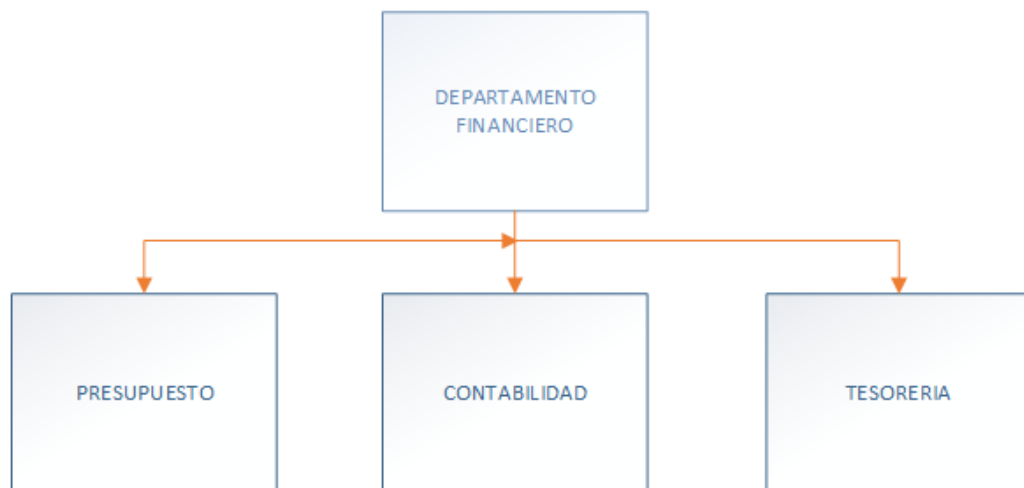 DEPARTAMENTO
FINANCIERO
PRESUPUESTO
CONTABILIDAD
TESORERIA